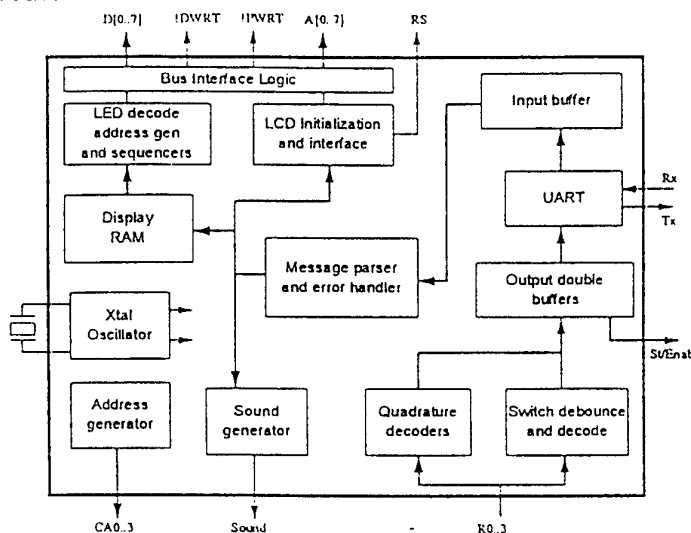 D[0..7] !DWRT !PWRT A[0..7] RS
Bus Interface Logic
LED decode
address gen
and sequencers
LCD Initialization
and interface
Input buffer
UART
Rx
Tx
Display
RAM
Message parser
and error handler
Output double
buffers
Xtal
Oscillator
St/Enab
Address
generator
Sound
generator
Quadrature
decoders
Switch debounce
and decode
CA0..3
Sound
R0..3